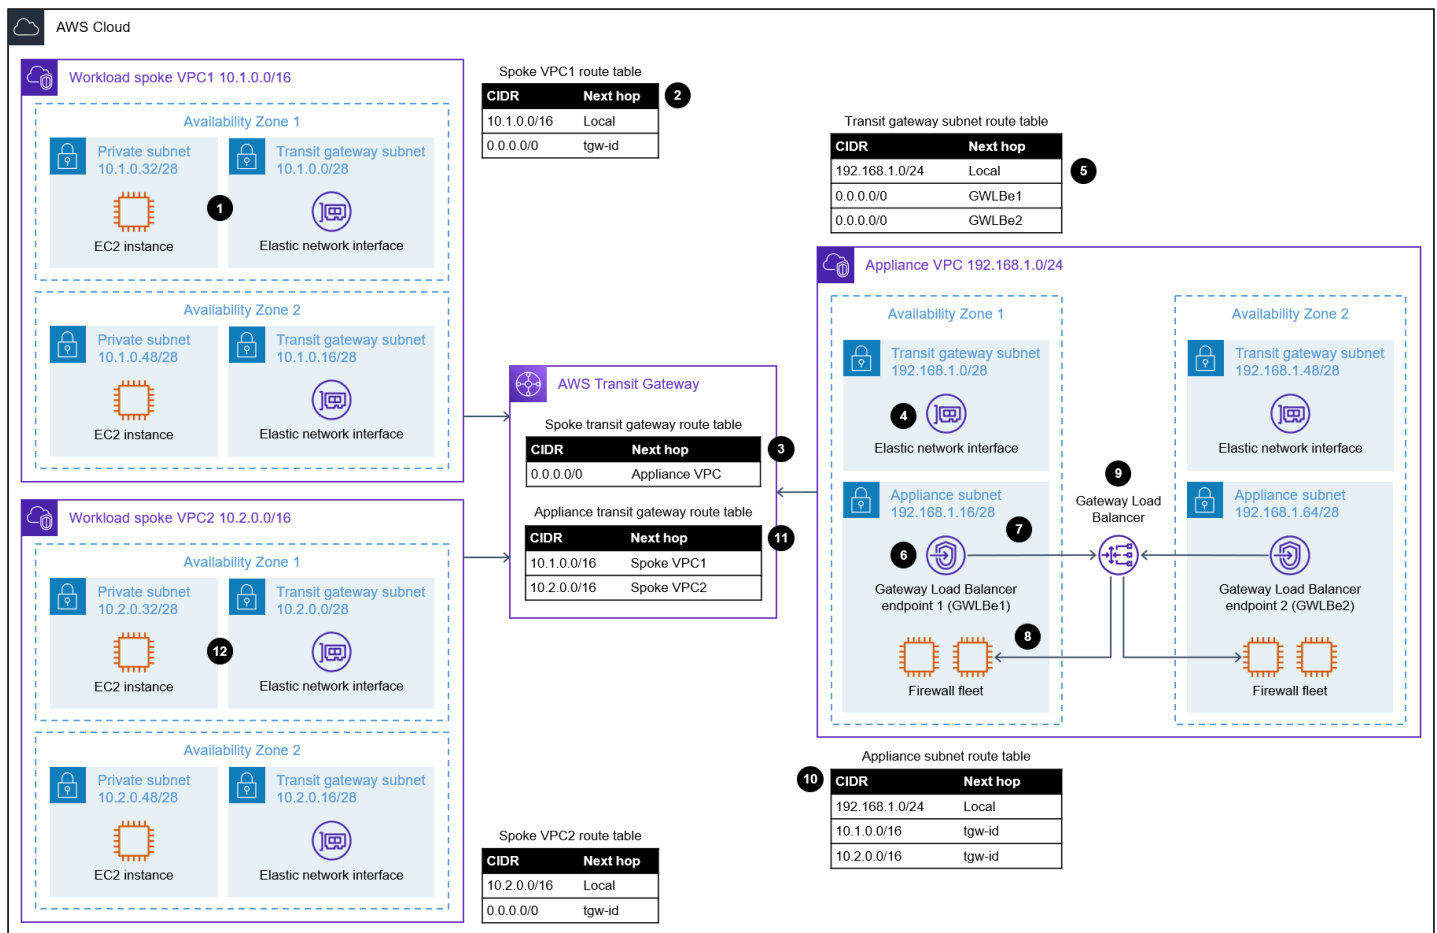 AWS Cloud
Workload spoke VPC1 10.1.0.0/16
Availability Zone 1
Private subnet
10.1.0.32/28
EC2 instance
1
Transit gateway subnet
10.1.0.0/28
Elastic network interface
Availability Zone 2
Private subnet
10.1.0.48/28
EC2 instance
Transit gateway subnet
10.1.0.16/28
Elastic network interface
Spoke VPC1 route table
CIDR Next hop
2
10.1.0.0/16 Local
0.0.0.0/0 tgw-id
Workload spoke VPC2 10.2.0.0/16
Availability Zone 1
Private subnet
10.2.0.32/28
EC2 instance
12
Transit gateway subnet
10.2.0.0/28
Elastic network interface
Availability Zone 2
Private subnet
10.2.0.48/28
EC2 instance
Transit gateway subnet
10.2.0.16/28
Elastic network interface
Spoke VPC2 route table
CIDR Next hop
10.2.0.0/16 Local
0.0.0.0/0 tgw-id
AWS Transit Gateway
Spoke transit gateway route table
CIDR Next hop
3
0.0.0.0/0 Appliance VPC
Appliance transit gateway route table
CIDR Next hop
11
10.1.0.0/16 Spoke VPC1
10.2.0.0/16 Spoke VPC2
Transit gateway subnet route table
CIDR Next hop
192.168.1.0/24 Local
5
0.0.0.0/0 GWLBe1
0.0.0.0/0 GWLBe2
Appliance VPC 192.168.1.0/24
Availability Zone 1
Transit gateway subnet
192.168.1.0/28
4
Elastic network interface
Appliance subnet
192.168.1.16/28
7
6
Gateway Load Balancer
endpoint 1 (GWLBe1)
8
Firewall fleet
9
Gateway Load
Balancer
Availability Zone 2
Transit gateway subnet
192.168.1.48/28
Elastic network interface
Appliance subnet
192.168.1.64/28
Gateway Load Balancer
endpoint 2 (GWLBe2)
Firewall fleet
Appliance subnet route table
10
CIDR Next hop
192.168.1.0/24 Local
10.1.0.0/16 tgw-id
10.2.0.0/16 tgw-id